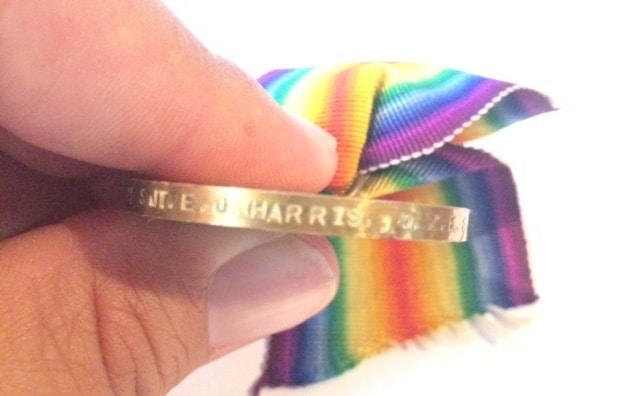 SJT. E. J. HARRIS. N.Z.E.F.